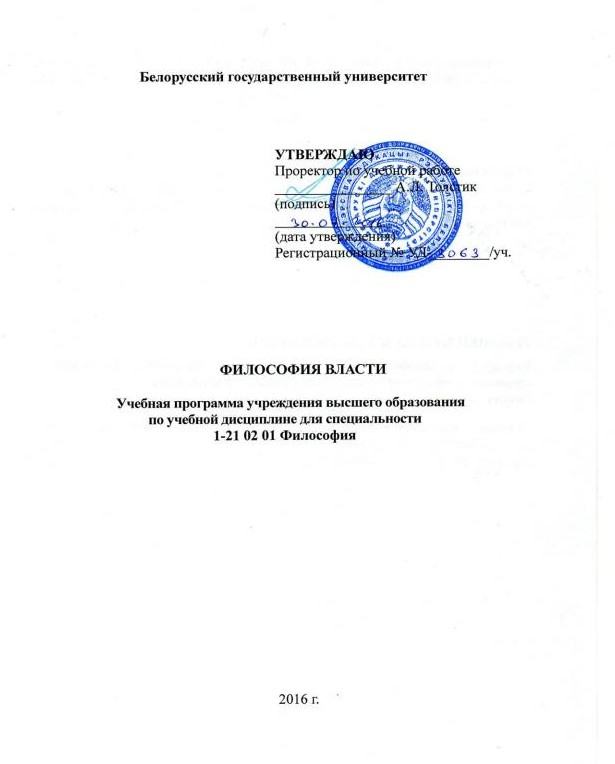 Белорусский государственный университет
УТВЕРЖДАЮ
Проректор по учебной работе
________________ А.Л. Толстик
(подпись)
30.0
(дата утверждения)
Регистрационный № УД- 3063 /уч.
ФИЛОСОФИЯ ВЛАСТИ
Учебная программа учреждения высшего образования
по учебной дисциплине для специальности
1-21 02 01 Философия
2016 г.